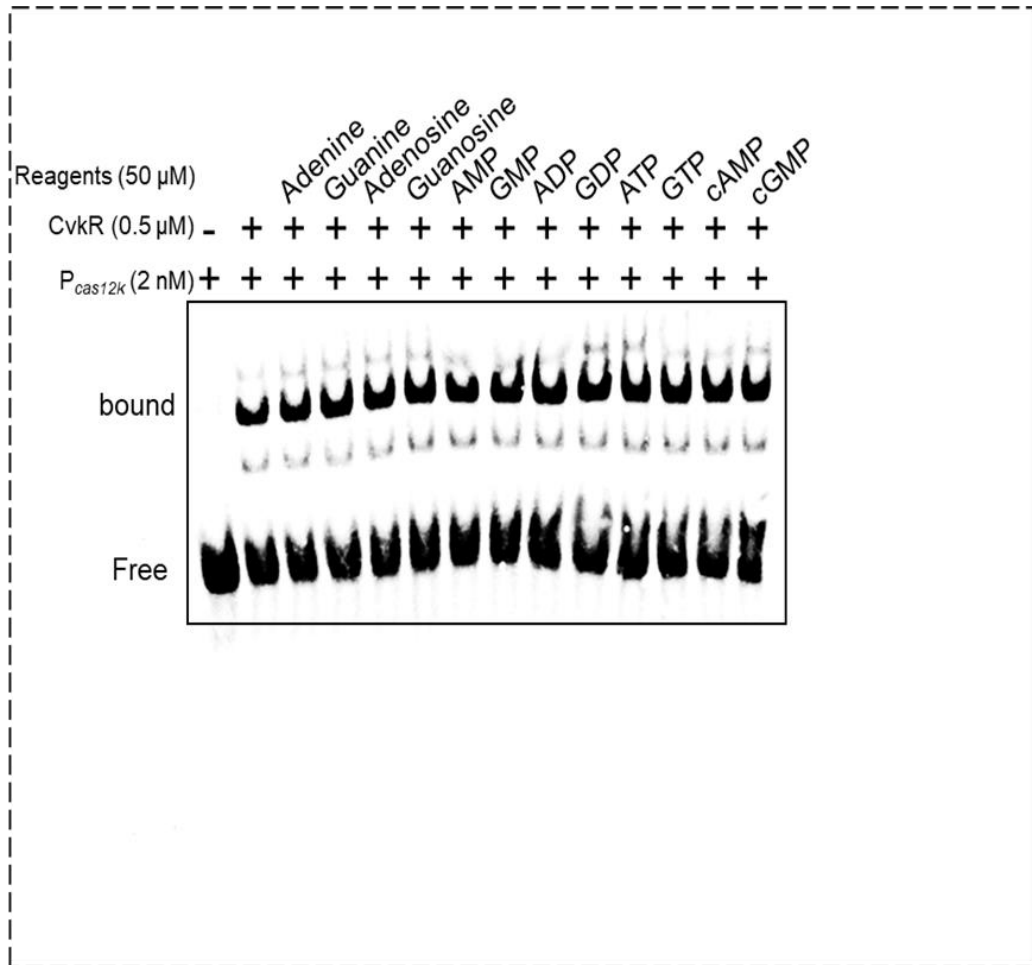 Adenine Guanine Adenosine Guanosine AMP GMP ADP GDP ATP GTP cAMP cGMP
Reagents (50 μM)
CvkR (0.5 μM) - + + + + + + + + + + + + +
Pcas12k (2 nM) + + + + + + + + + + + + + +
bound
Free